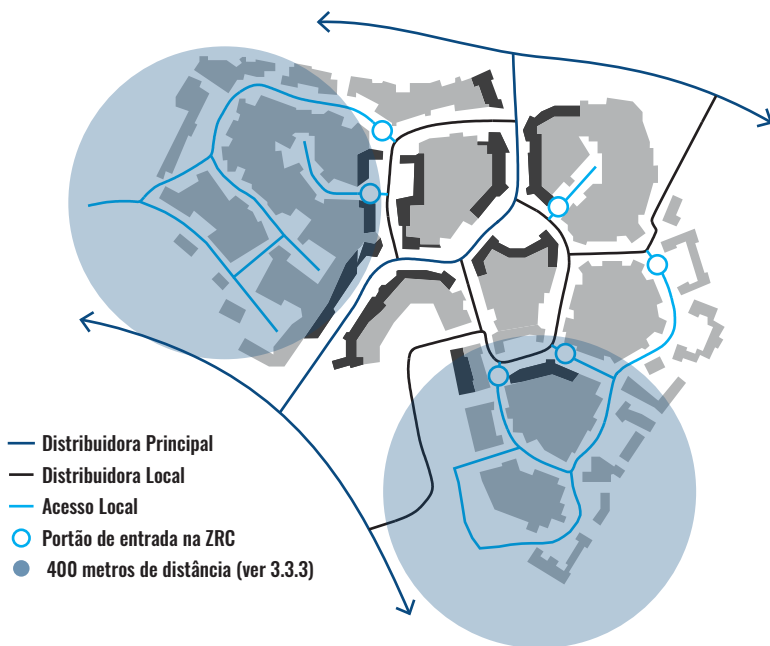 Distribuidora Principal
Distribuidora Local
Acesso Local
Portão de entrada na ZRC
400 metros de distância (ver 3.3.3)